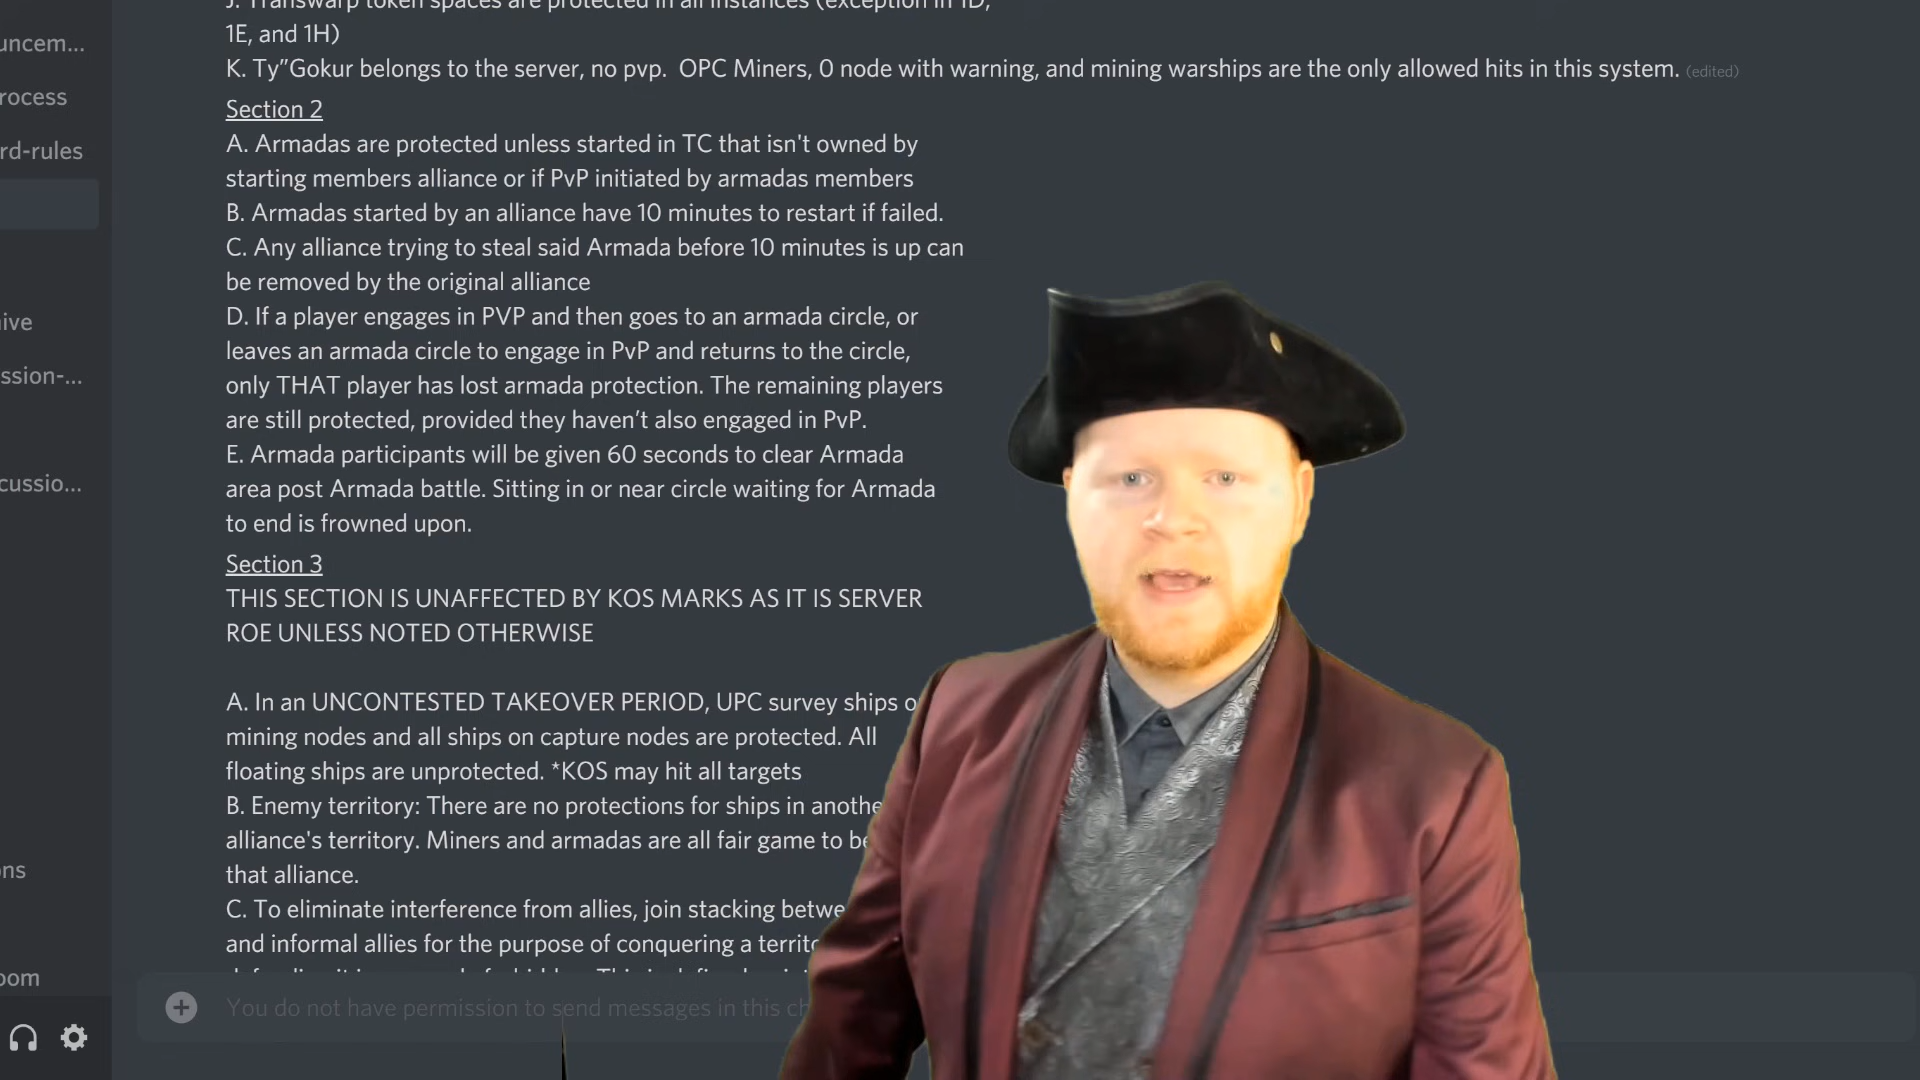 J. Transwarp token spaces are protected in all instances (exception in 1D,
1E, and 1H)
K. Ty”Gokur belongs to the server, no pvp.  OPC Miners, 0 node with warning, and mining warships are the only allowed hits in this system. (edited)
Section 2
A. Armadas are protected unless started in TC that isn't owned by
starting members alliance or if PvP initiated by armadas members
B. Armadas started by an alliance have 10 minutes to restart if failed.
C. Any alliance trying to steal said Armada before 10 minutes is up can
be removed by the original alliance
D. If a player engages in PVP and then goes to an armada circle, or
leaves an armada circle to engage in PvP and returns to the circle,
only THAT player has lost armada protection. The remaining players
are still protected, provided they haven’t also engaged in PvP.
E. Armada participants will be given 60 seconds to clear Armada
area post Armada battle. Sitting in or near circle waiting for Armada
to end is frowned upon.
Section 3
THIS SECTION IS UNAFFECTED BY KOS MARKS AS IT IS SERVER
ROE UNLESS NOTED OTHERWISE
A. In an UNCONTESTED TAKEOVER PERIOD, UPC survey ships o
mining nodes and all ships on capture nodes are protected. All
floating ships are unprotected. *KOS may hit all targets
B. Enemy territory: There are no protections for ships in anothe
alliance's territory. Miners and armadas are all fair game to be
that alliance.
C. To eliminate interference from allies, join stacking betwe
and informal allies for the purpose of conquering a territo
You do not have permission to send messages in this ch
uncem...
rocess
rd-rules
ive
ssion-...
cussio...
ns
oom